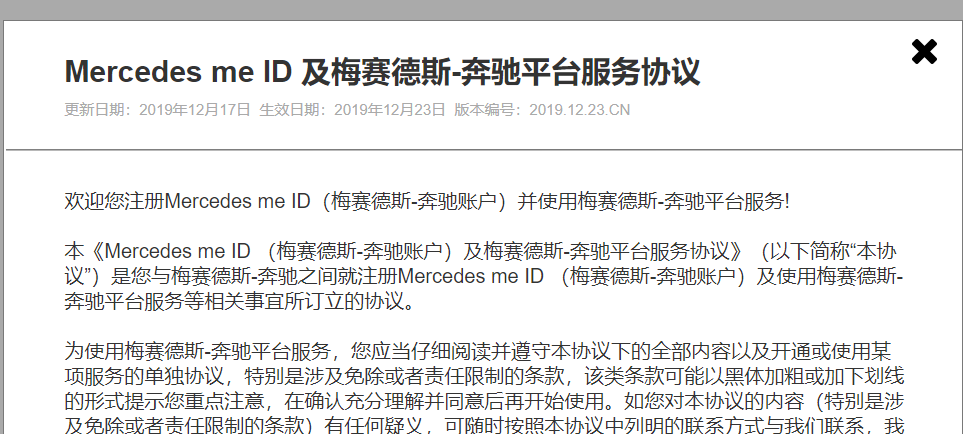 Mercedes me ID 及梅赛德斯-奔驰平台服务协议
更新日期：2019年12月17日 生效日期：2019年12月23日 版本编号：2019.12.23.CN
欢迎您注册Mercedes me ID（梅赛德斯-奔驰账户）并使用梅赛德斯-奔驰平台服务!
本《Mercedes me ID （梅赛德斯-奔驰账户）及梅赛德斯-奔驰平台服务协议》（以下简称“本协
议”）是您与梅赛德斯-奔驰之间就注册Mercedes me ID （梅赛德斯-奔驰账户）及使用梅赛德斯-
奔驰平台服务等相关事宜所订立的协议。
为使用梅赛德斯-奔驰平台服务，您应当仔细阅读并遵守本协议下的全部内容以及开通或使用某
项服务的单独协议，特别是涉及免除或者责任限制的条款，该类条款可能以黑体加粗或加下划线
的形式提示您重点注意，在确认充分理解并同意后再开始使用。如您对本协议的内容（特别是涉
及免除或者责任限制的条款）有任何疑义，可随时按照本协议中列明的联系方式与我们联系，我